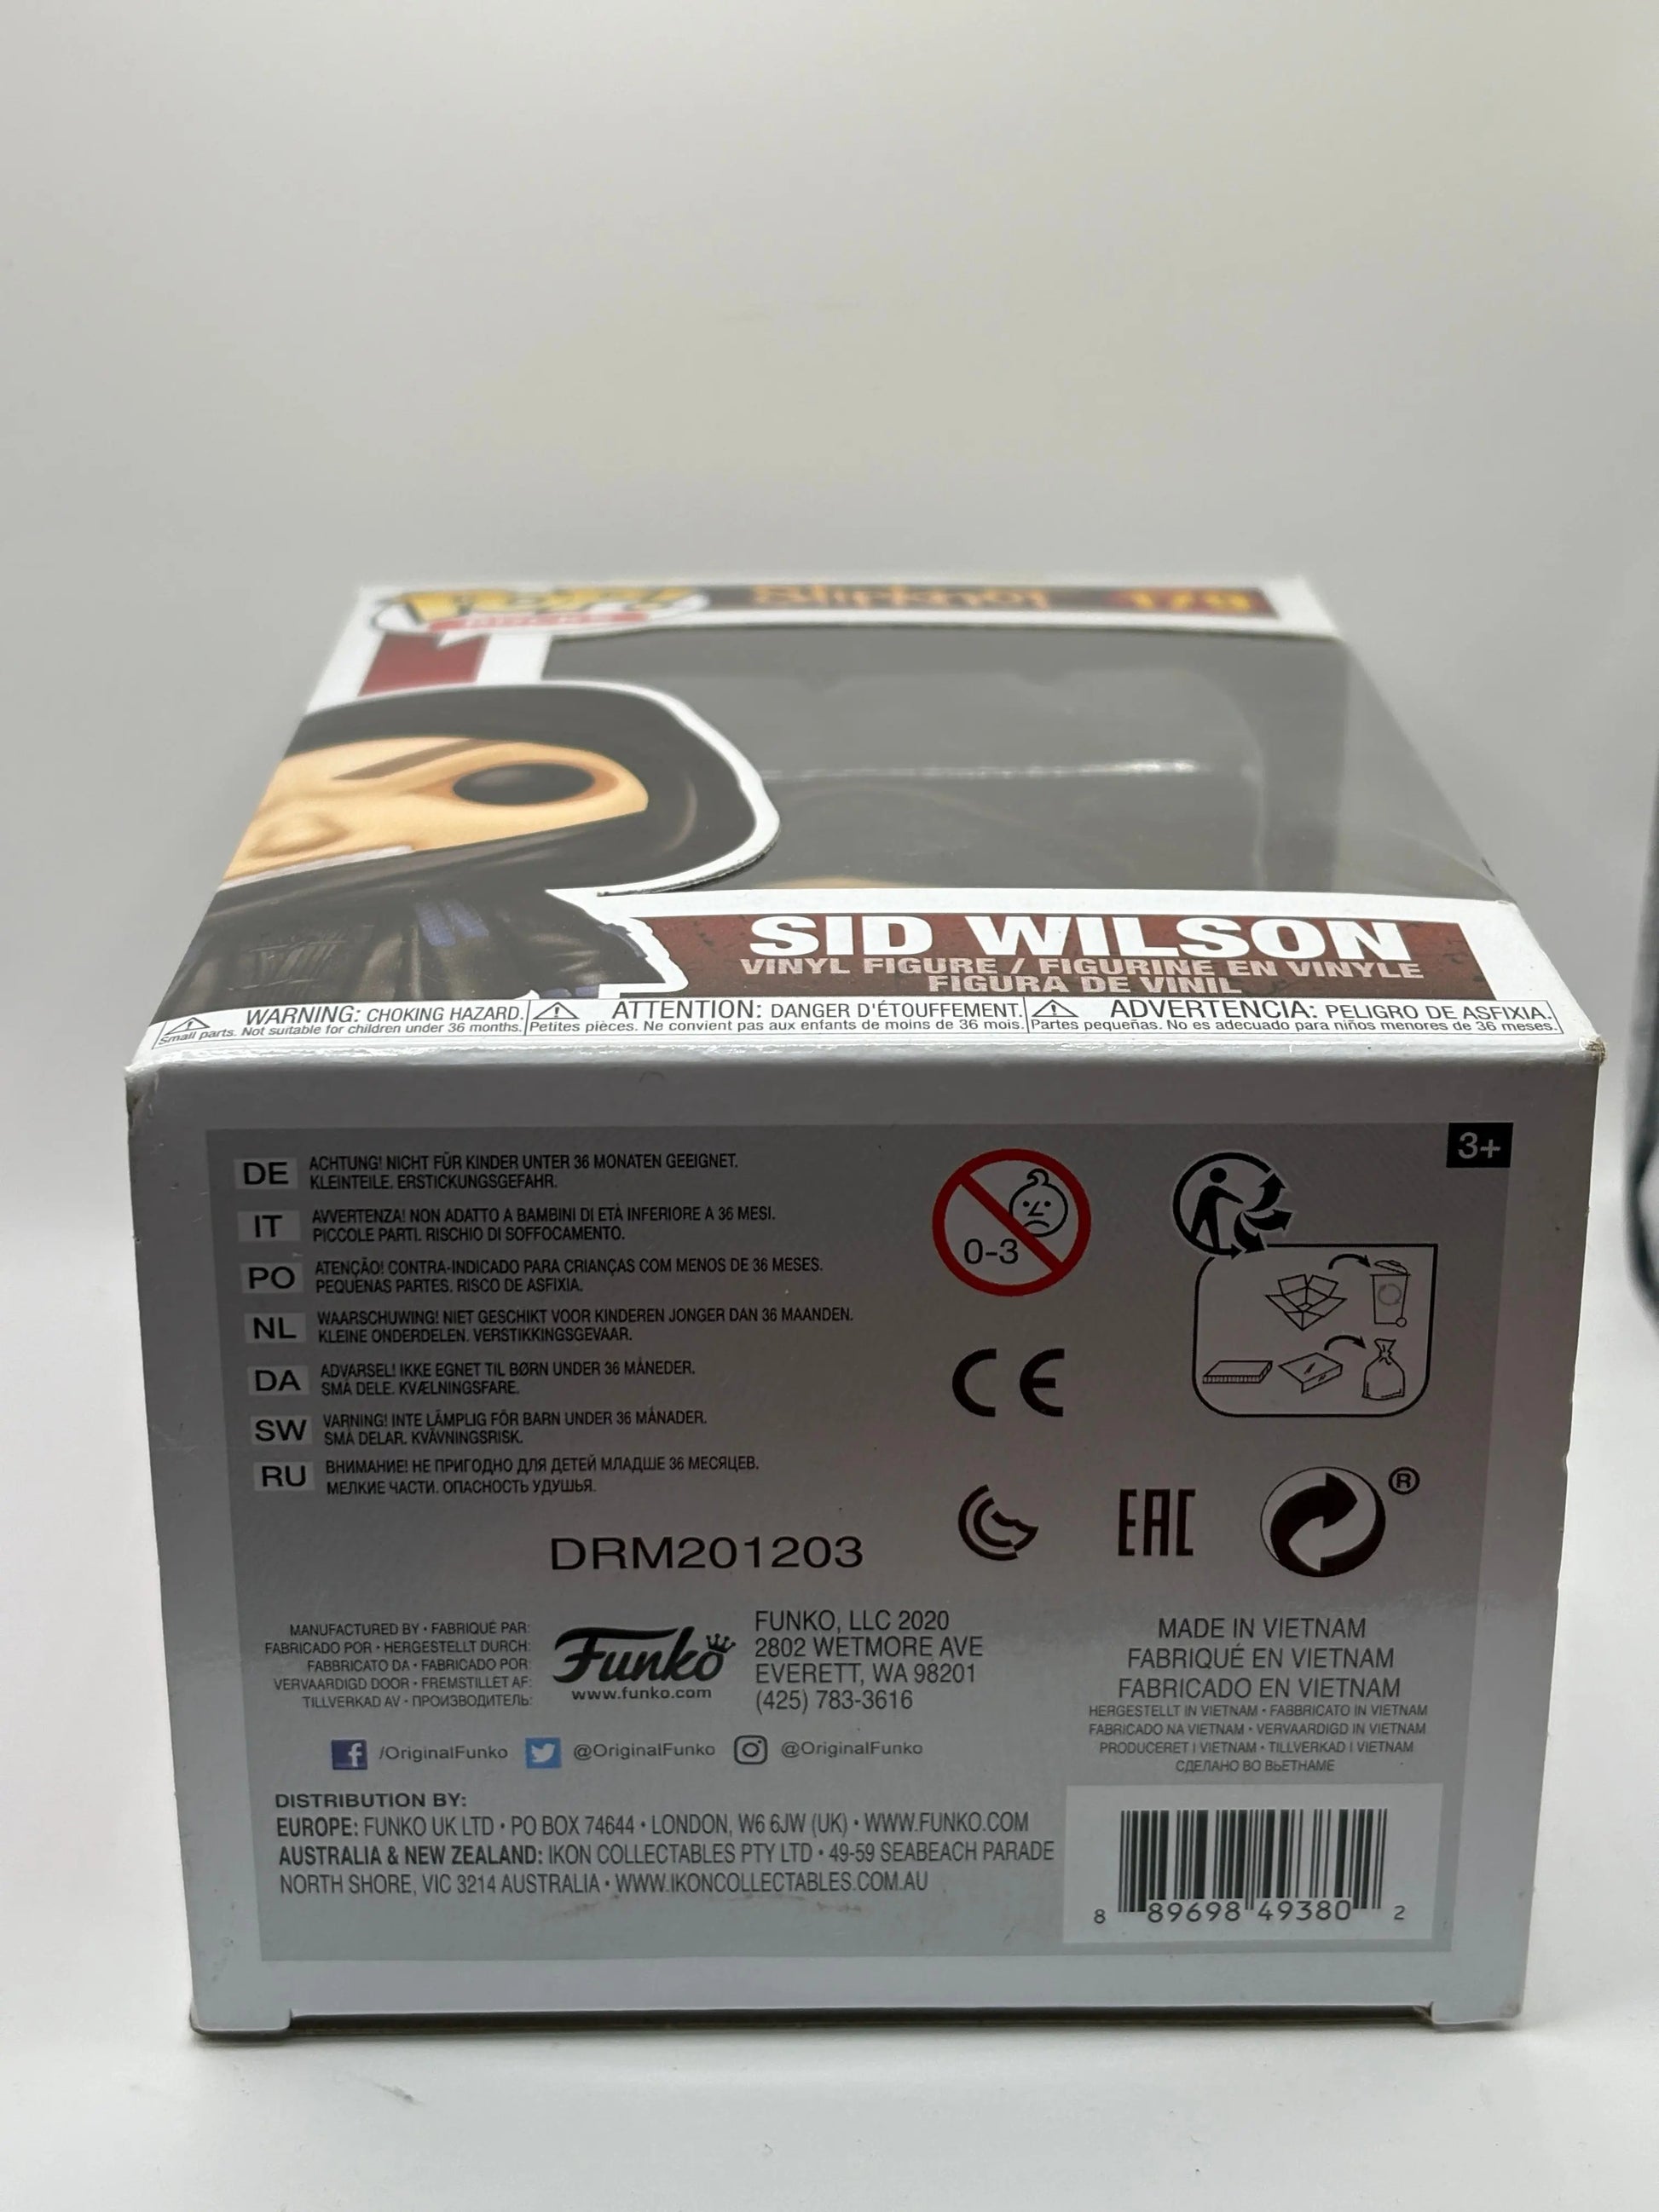 POP!
ROCKS
Slipknot
179
SID WILSON
VINYL FIGURE / FIGURINE EN VINYLE
FIGURA DE VINIL
WARNING: CHOKING HAZARD.
Small parts. Not suitable for children under 36 months.
ATTENTION: DANGER D'ÉTOUFFEMENT.
Petites pièces. Ne convient pas aux enfants de moins de 36 mois.
ADVERTENCIA: PELIGRO DE ASFIXIA.
Partes pequeñas. No es adecuado para niños menores de 36 meses.
3+
DE ACHTUNG! NICHT FÜR KINDER UNTER 36 MONATEN GEEIGNET.
KLEINTEILE. ERSTICKUNGSGEFAHR.
IT AVVERTENZA! NON ADATTO A BAMBINI DI ETÀ INFERIORE A 36 MESI.
PICCOLE PARTI. RISCHIO DI SOFFOCAMENTO.
PO ATENÇÃO! CONTRA-INDICADO PARA CRIANÇAS COM MENOS DE 36 MESES.
PEQUENAS PARTES. RISCO DE ASFIXIA.
NL WAARSCHUWING! NIET GESCHIKT VOOR KINDEREN JONGER DAN 36 MAANDEN.
KLEINE ONDERDELEN. VERSTIKKINGSGEVAAR.
DA ADVARSEL! IKKE EGNET TIL BØRN UNDER 36 MÅNEDER.
SMÅ DELE. KVÆLNINGSFARE.
SW VARNING! INTE LÄMPLIG FÖR BARN UNDER 36 MÅNADER.
SMÅ DELAR. KVÄVNINGSRISK.
RU ВНИМАНИЕ! НЕ ПРИГОДНО ДЛЯ ДЕТЕЙ МЛАДШЕ 36 МЕСЯЦЕВ.
МЕЛКИЕ ЧАСТИ. ОПАСНОСТЬ УДУШЬЯ.
0-3
CE
EAC
®
DRM201203
MANUFACTURED BY • FABRIQUÉ PAR:
FABRICADO POR • HERGESTELLT DURCH:
FABBRICATO DA • FABRICADO POR:
VERVAARDIGD DOOR • FREMSTILLET AF:
TILLVERKAD AV • ПРОИЗВОДИТЕЛЬ:
Funko
www.funko.com
FUNKO, LLC 2020
2802 WETMORE AVE
EVERETT, WA 98201
(425) 783-3616
MADE IN VIETNAM
FABRIQUÉ EN VIETNAM
FABRICADO EN VIETNAM
HERGESTELLT IN VIETNAM • FABBRICATO IN VIETNAM
FABRICADO NA VIETNAM • VERVAARDIGD IN VIETNAM
PRODUCERET I VIETNAM • TILLVERKAD I VIETNAM
СДЕЛАНО ВО ВЬЕТНАМЕ
/OriginalFunko @OriginalFunko @OriginalFunko
DISTRIBUTION BY:
EUROPE: FUNKO UK LTD • PO BOX 74644 • LONDON, W6 6JW (UK) • WWW.FUNKO.COM
AUSTRALIA & NEW ZEALAND: IKON COLLECTABLES PTY LTD • 49-59 SEABEACH PARADE
NORTH SHORE, VIC 3214 AUSTRALIA • WWW.IKONCOLLECTABLES.COM.AU
8 89698 49380 2